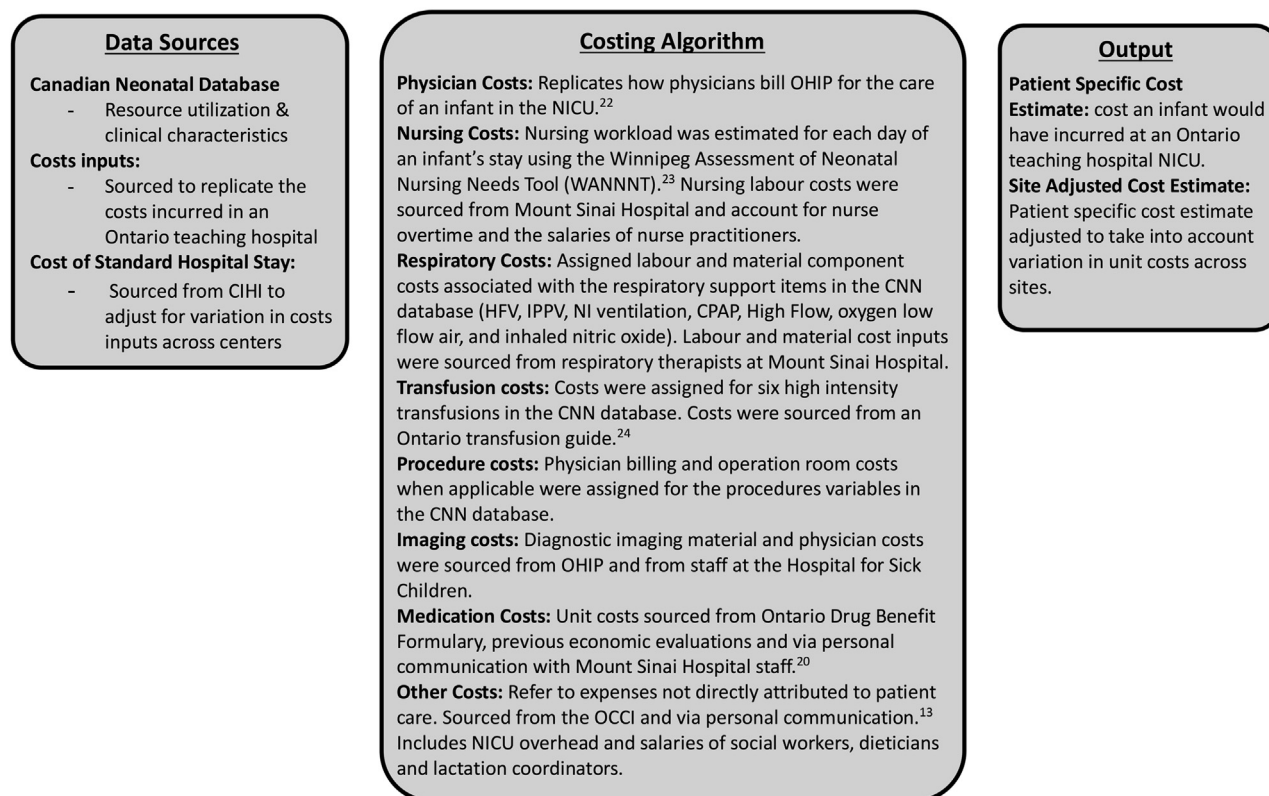 Data Sources
Canadian Neonatal Database
- Resource utilization &
clinical characteristics
Costs inputs:
- Sourced to replicate the
costs incurred in an
Ontario teaching hospital
Cost of Standard Hospital Stay:
- Sourced from CIHI to
adjust for variation in costs
inputs across centers
Costing Algorithm
Physician Costs: Replicates how physicians bill OHIP for the care
of an infant in the NICU.22
Nursing Costs: Nursing workload was estimated for each day of
an infant’s stay using the Winnipeg Assessment of Neonatal
Nursing Needs Tool (WANNNT).23 Nursing labour costs were
sourced from Mount Sinai Hospital and account for nurse
overtime and the salaries of nurse practitioners.
Respiratory Costs: Assigned labour and material component
costs associated with the respiratory support items in the CNN
database (HFV, IPPV, NI ventilation, CPAP, High Flow, oxygen low
flow air, and inhaled nitric oxide). Labour and material cost inputs
were sourced from respiratory therapists at Mount Sinai Hospital.
Transfusion costs: Costs were assigned for six high intensity
transfusions in the CNN database. Costs were sourced from an
Ontario transfusion guide.24
Procedure costs: Physician billing and operation room costs
when applicable were assigned for the procedures variables in
the CNN database.
Imaging costs: Diagnostic imaging material and physician costs
were sourced from OHIP and from staff at the Hospital for Sick
Children.
Medication Costs: Unit costs sourced from Ontario Drug Benefit
Formulary, previous economic evaluations and via personal
communication with Mount Sinai Hospital staff.20
Other Costs: Refer to expenses not directly attributed to patient
care. Sourced from the OCCI and via personal communication.13
Includes NICU overhead and salaries of social workers, dieticians
and lactation coordinators.
Output
Patient Specific Cost
Estimate: cost an infant would
have incurred at an Ontario
teaching hospital NICU.
Site Adjusted Cost Estimate:
Patient specific cost estimate
adjusted to take into account
variation in unit costs across
sites.